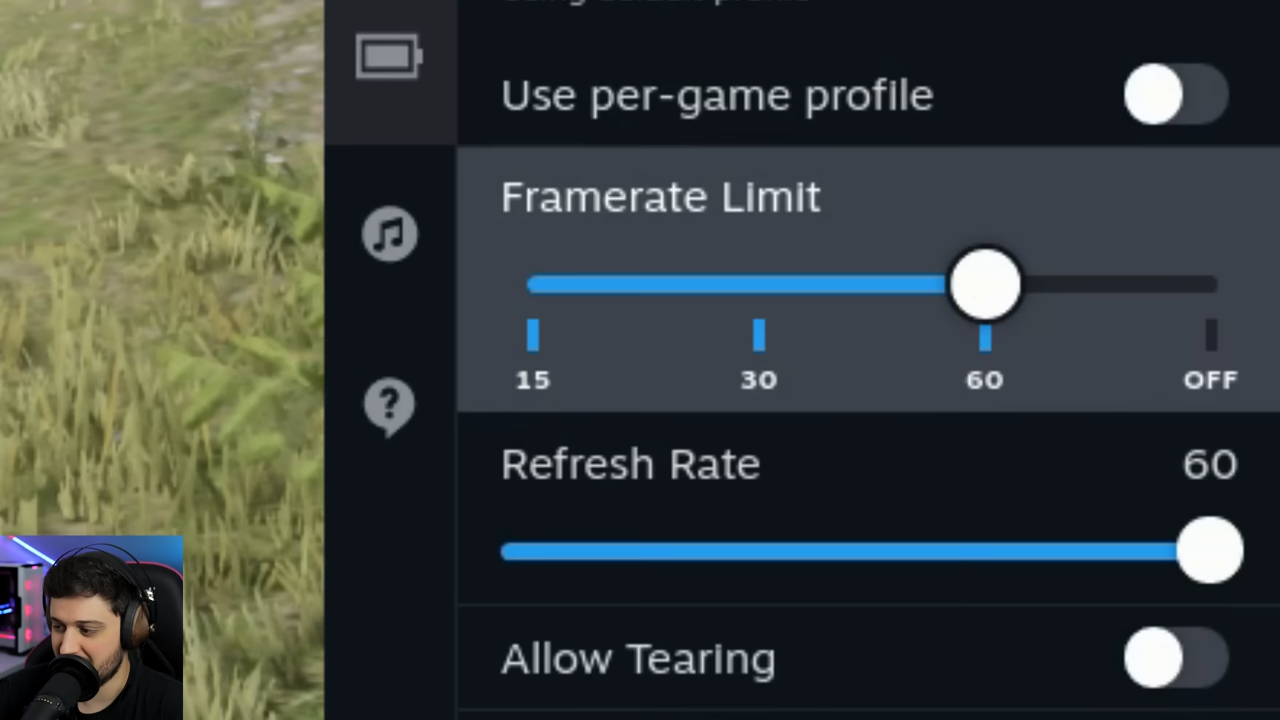 Use per-game profile
Framerate Limit
15 30 60 OFF
Refresh Rate 60
Allow Tearing